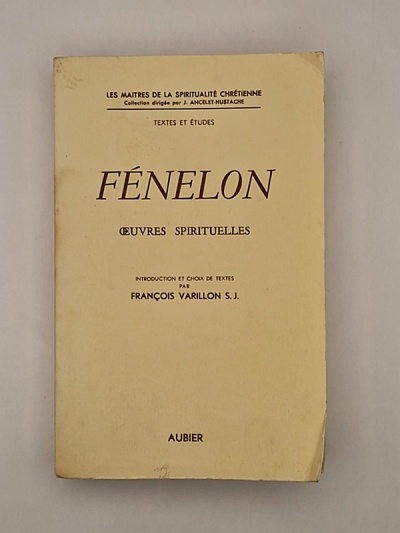 LES MAITRES DE LA SPIRITUALITÉ CHRÉTIENNE
Collection dirigée par J. ANCELET-HUSTACHE
TEXTES ET ÉTUDES
FÉNELON
ŒUVRES SPIRITUELLES
INTRODUCTION ET CHOIX DE TEXTES
PAR
FRANÇOIS VARILLON S. J.
AUBIER